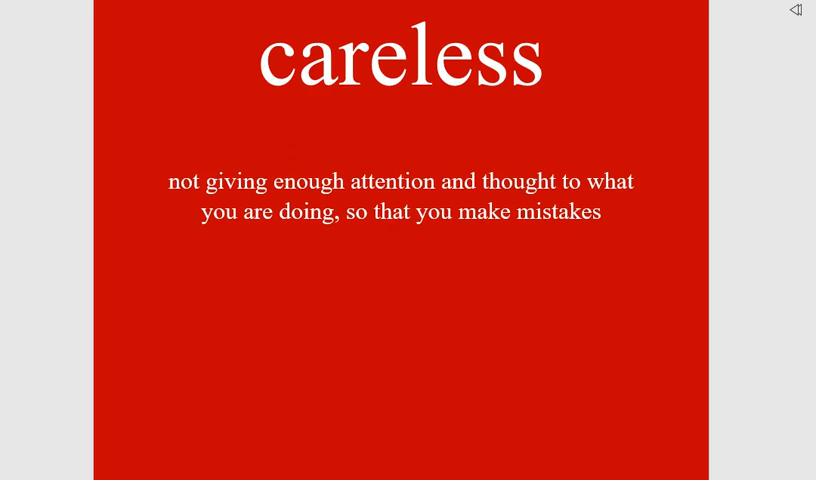 careless
not giving enough attention and thought to what
you are doing, so that you make mistakes